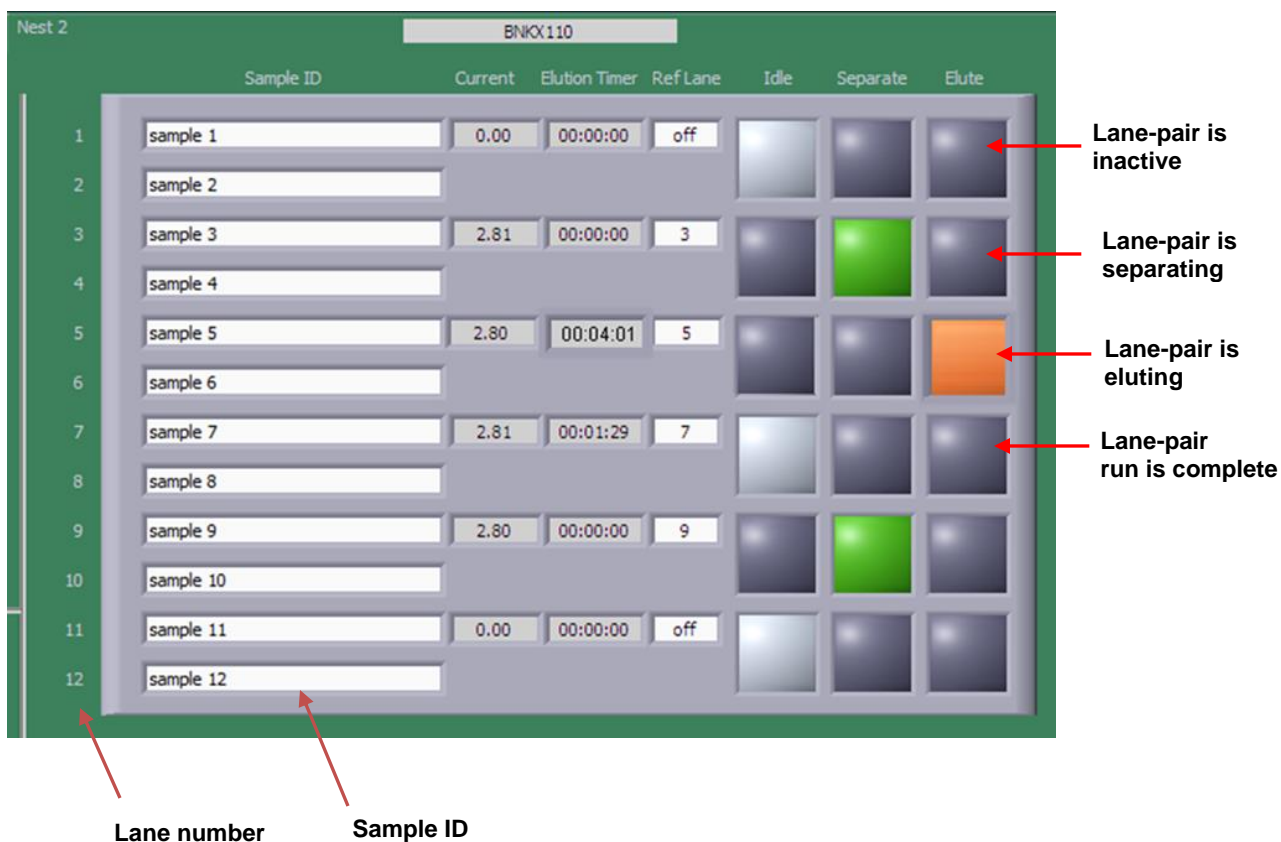 Nest 2
BNKX110
Sample ID Current Elution Timer Ref Lane Idle Separate Elute
1 sample 1 0.00 00:00:00 off
Lane-pair is
inactive
2 sample 2
3 sample 3 2.81 00:00:00 3
Lane-pair is
separating
4 sample 4
5 sample 5 2.80 00:04:01 5
Lane-pair is
eluting
6 sample 6
7 sample 7 2.81 00:01:29 7
Lane-pair
run is complete
8 sample 8
9 sample 9 2.80 00:00:00 9
10 sample 10
11 sample 11 0.00 00:00:00 off
12 sample 12
Lane number
Sample ID